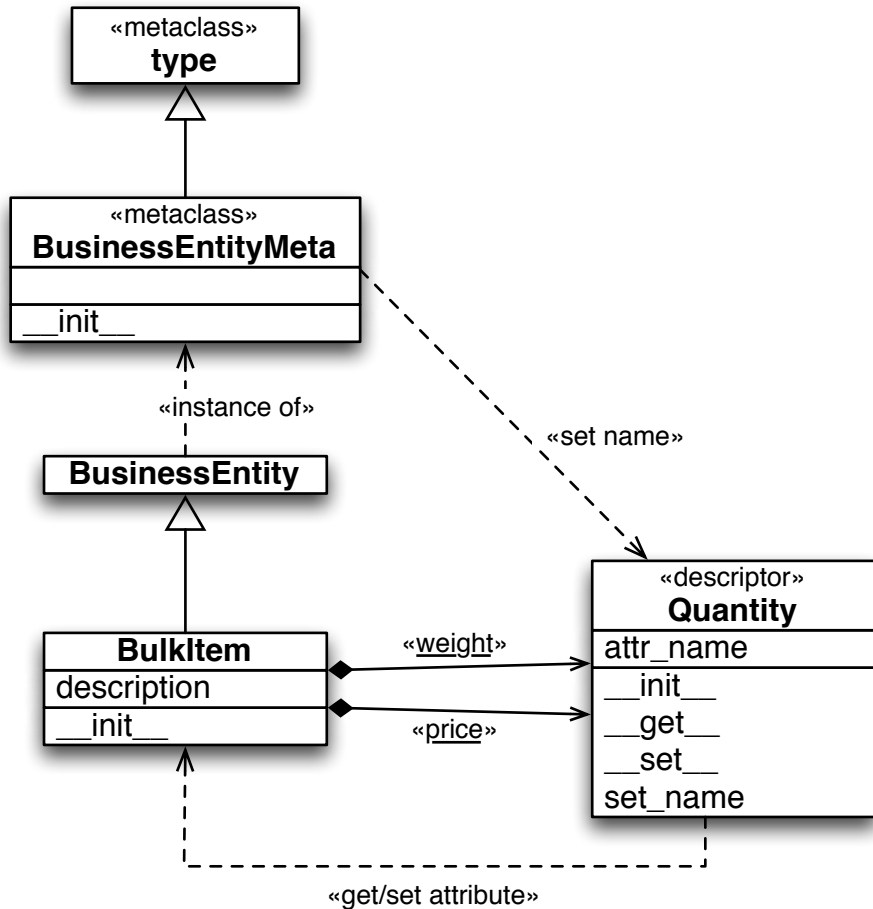 «metaclass»
type
«metaclass»
BusinessEntityMeta
__init__
«instance of»
«set name»
BusinessEntity
«descriptor»
Quantity
attr_name
__init__
__get__
__set__
set_name
BulkItem
description
__init__
«weight»
«price»
«get/set attribute»